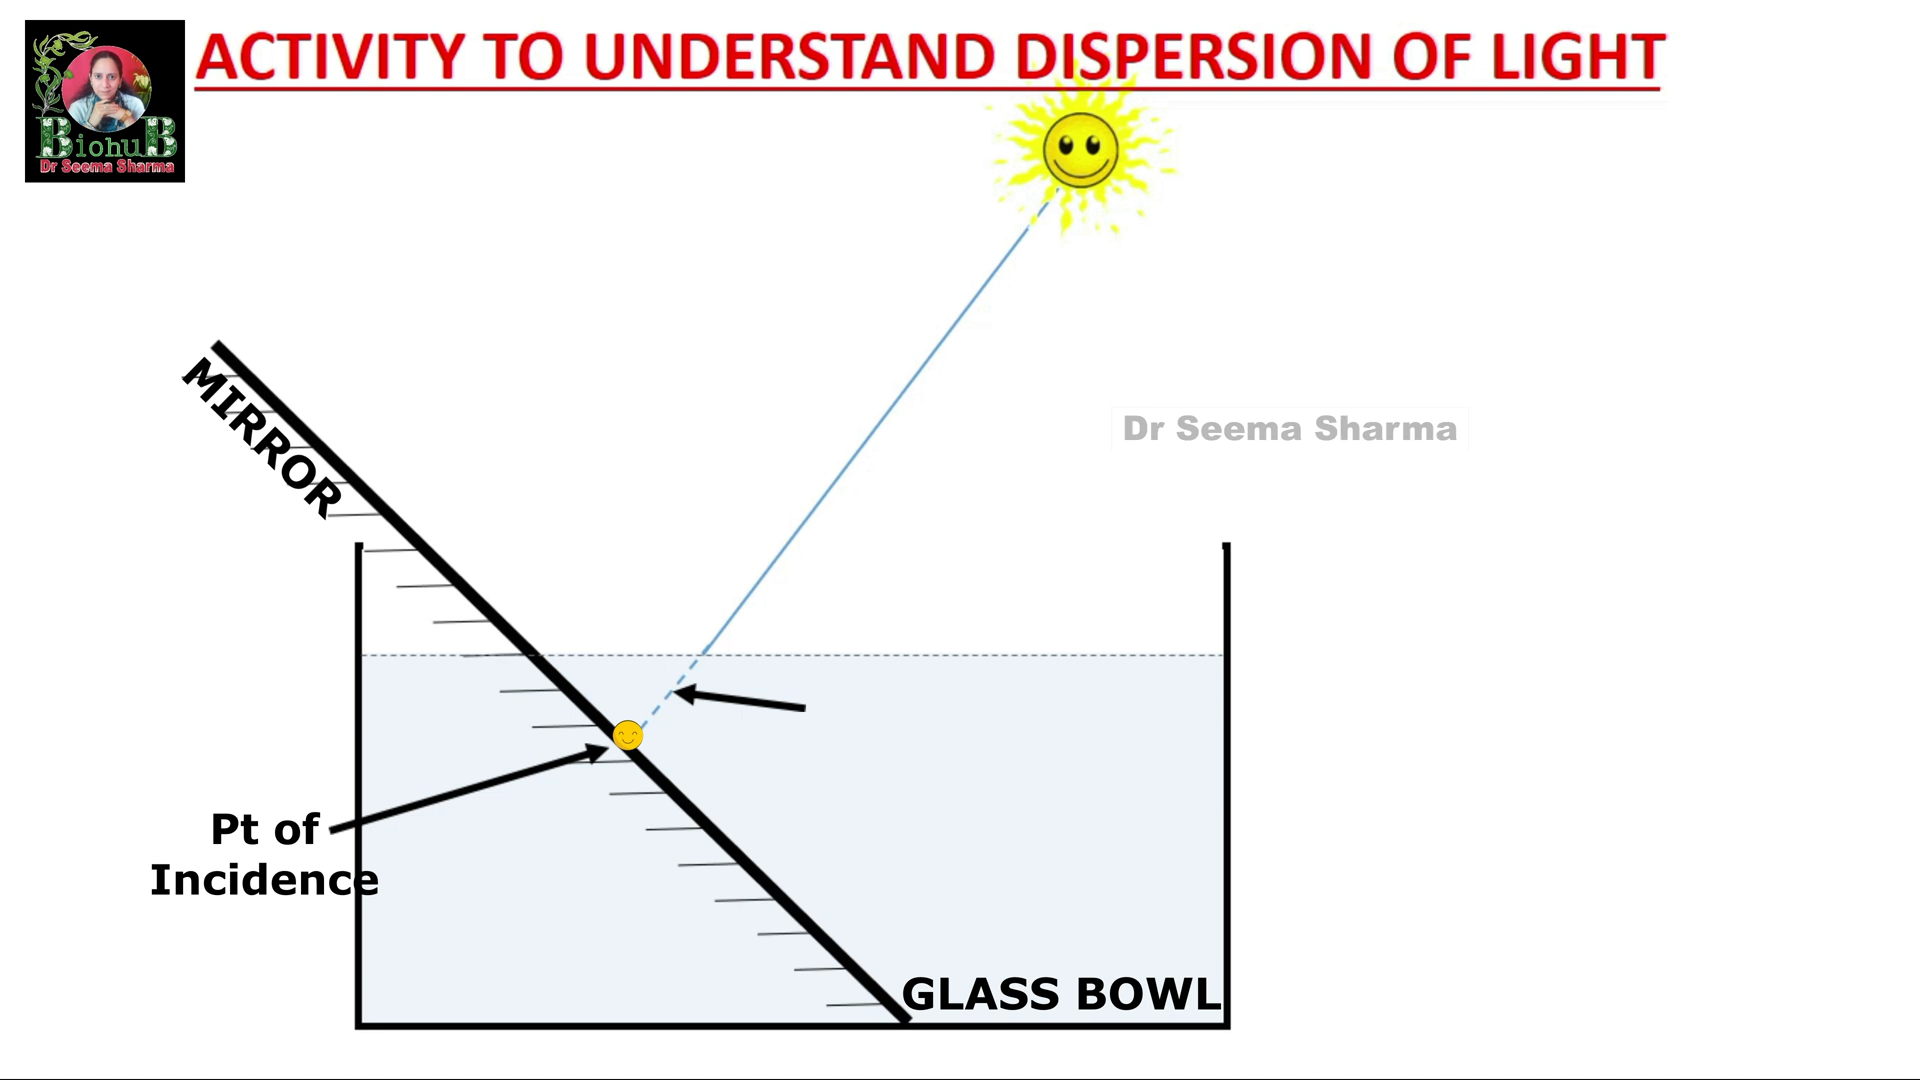 ACTIVITY TO UNDERSTAND DISPERSION OF LIGHT
BiohuB
Dr Seema Sharma
MIRROR
Dr Seema Sharma
Pt of
Incidence
GLASS BOWL